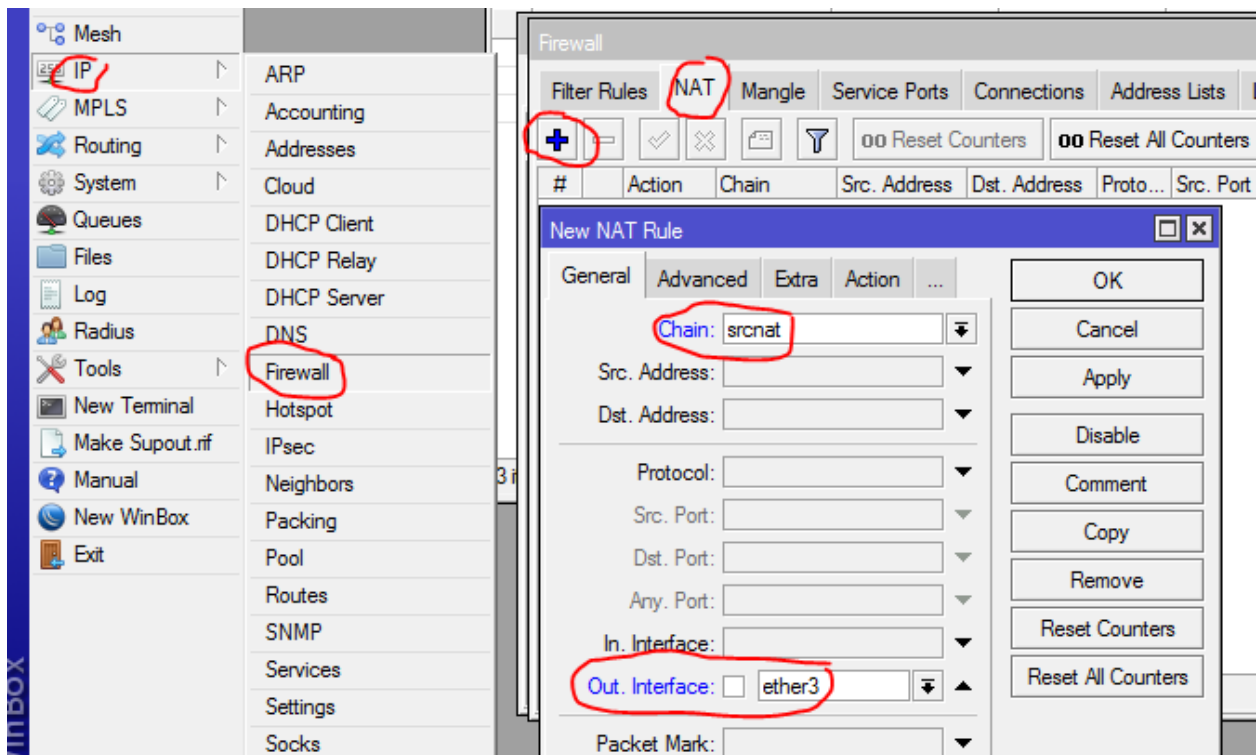 Mesh
IP
MPLS
Routing
System
Queues
Files
Log
Radius
Tools
New Terminal
Make Supout.rif
Manual
New WinBox
Exit
ARP
Accounting
Addresses
Cloud
DHCP Client
DHCP Relay
DHCP Server
DNS
Firewall
Hotspot
IPsec
Neighbors
Packing
Pool
Routes
SNMP
Services
Settings
Socks
Firewall
Filter Rules NAT Mangle Service Ports Connections Address Lists
00 Reset Counters 00 Reset All Counters
# Action Chain Src. Address Dst. Address Proto... Src. Port
New NAT Rule
General Advanced Extra Action ...
Chain: srcnat
Src. Address:
Dst. Address:
Protocol:
Src. Port:
Dst. Port:
Any. Port:
In. Interface:
Out. Interface: ether3
Packet Mark:
OK
Cancel
Apply
Disable
Comment
Copy
Remove
Reset Counters
Reset All Counters
WinBox